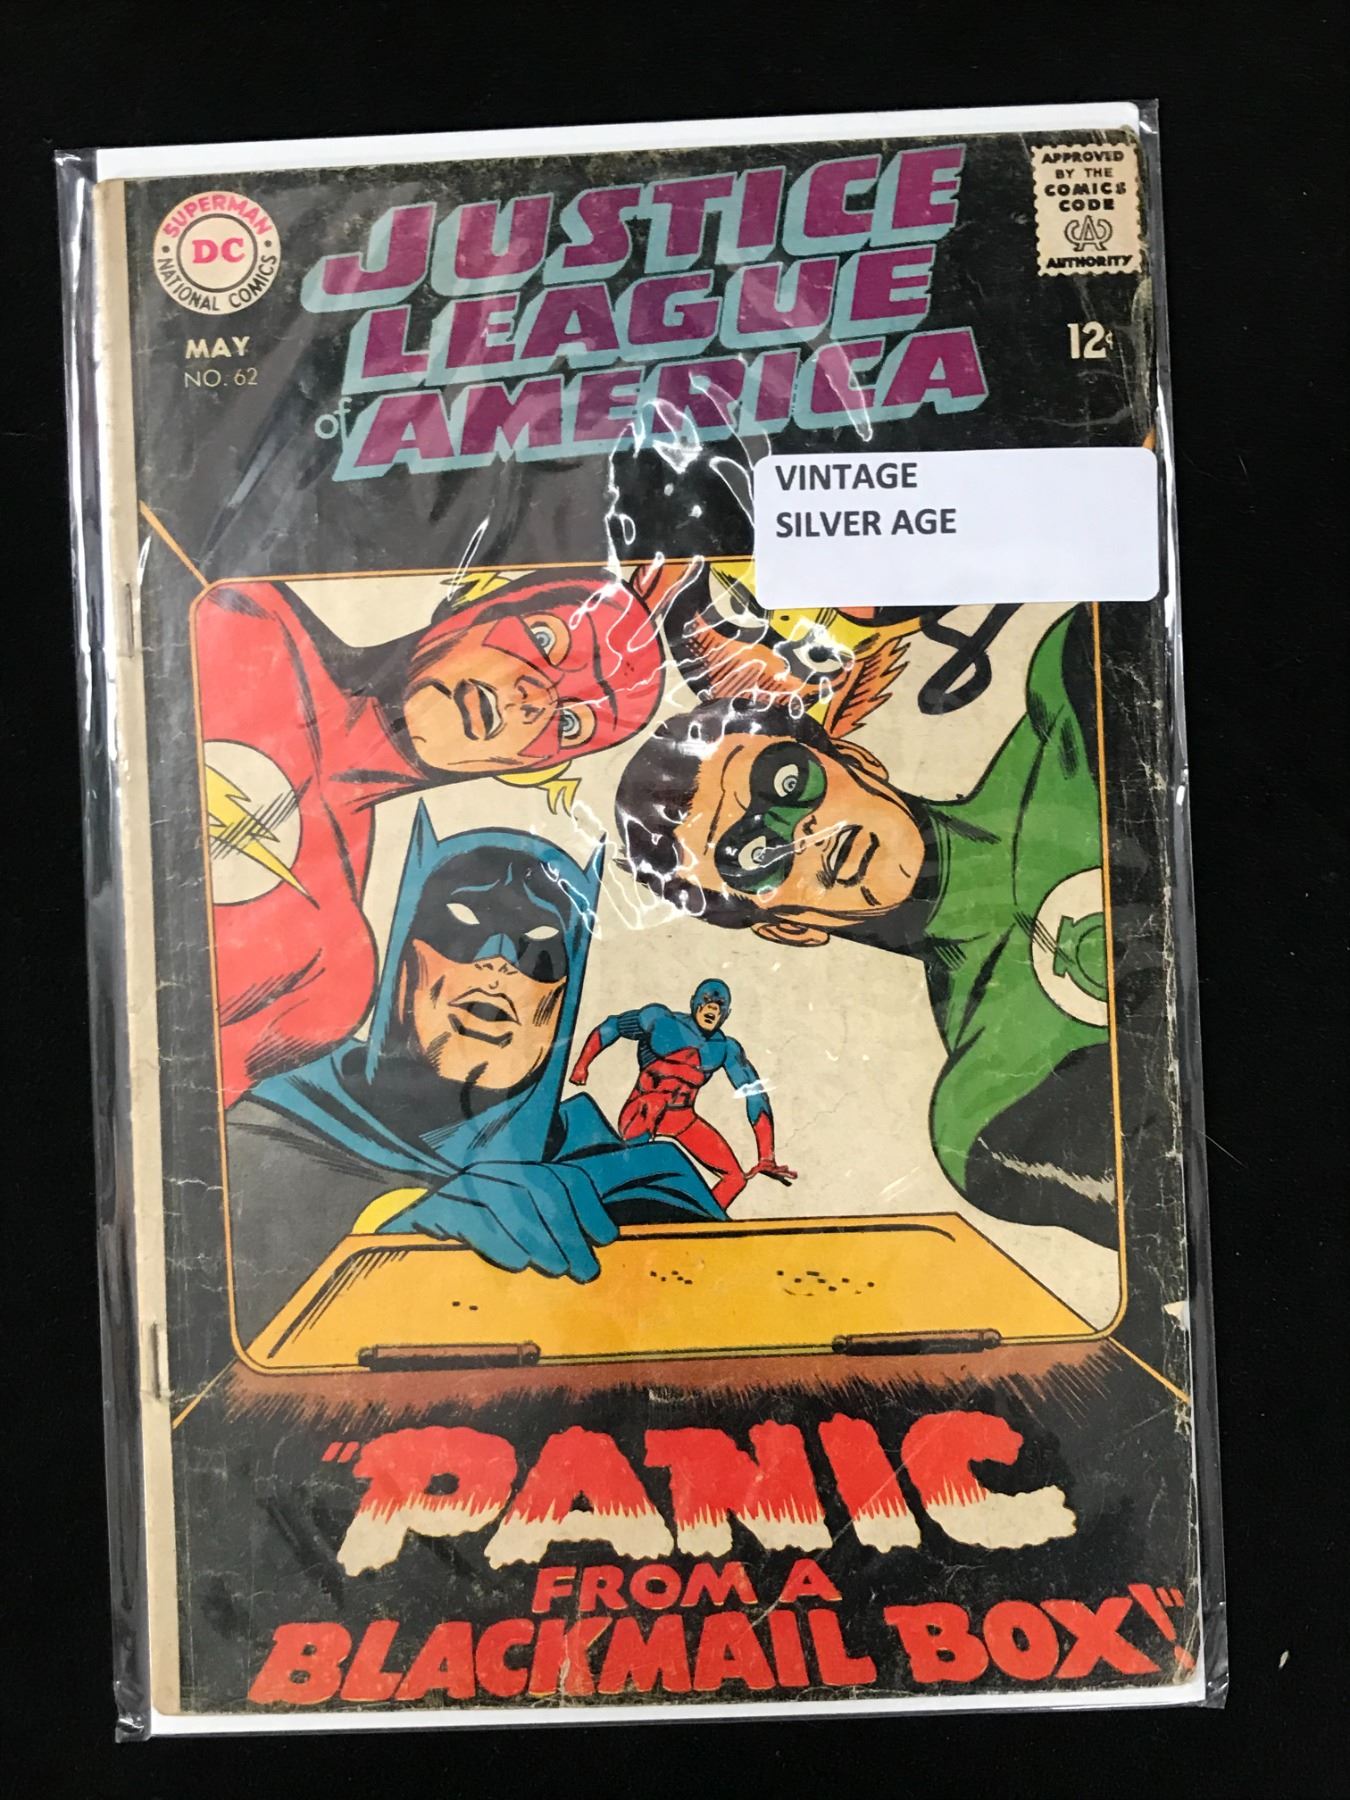 SUPERMAN
DC
NATIONAL COMICS
MAY
NO. 62
JUSTICE
LEAGUE
of AMERICA
APPROVED
BY THE
COMICS
CODE
AUTHORITY
12¢
VINTAGE
SILVER AGE
"PANIC
FROM A
BLACKMAIL BOX!"